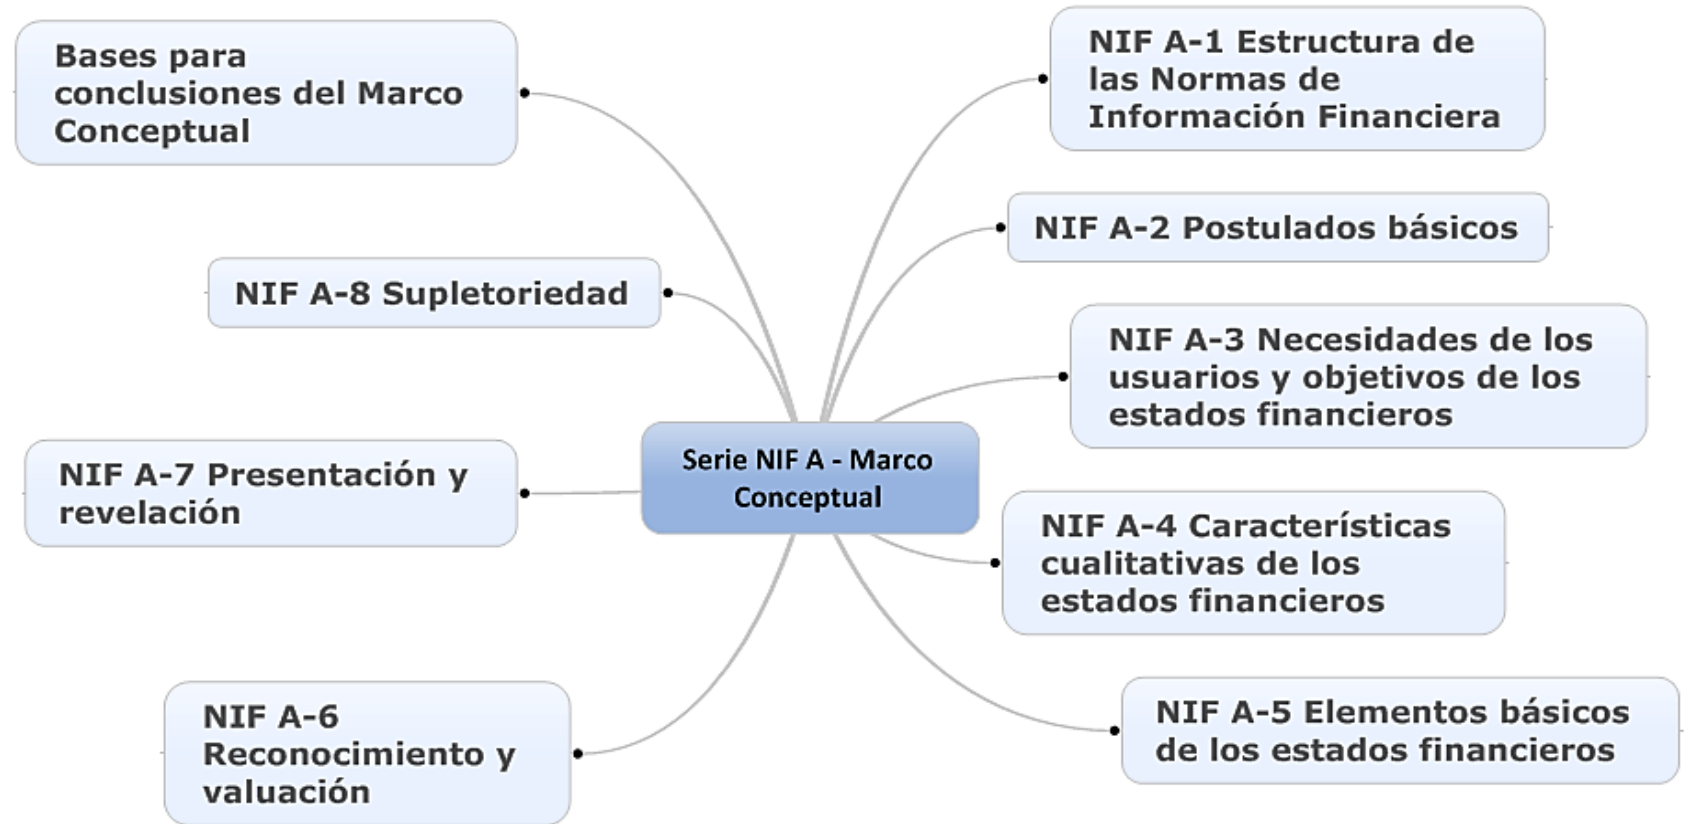 Bases para
conclusiones del Marco
Conceptual
NIF A-8 Supletoriedad
NIF A-7 Presentación y
revelación
NIF A-6
Reconocimiento y
valuación
Serie NIF A - Marco
Conceptual
NIF A-1 Estructura de
las Normas de
Información Financiera
NIF A-2 Postulados básicos
NIF A-3 Necesidades de los
usuarios y objetivos de los
estados financieros
NIF A-4 Características
cualitativas de los
estados financieros
NIF A-5 Elementos básicos
de los estados financieros